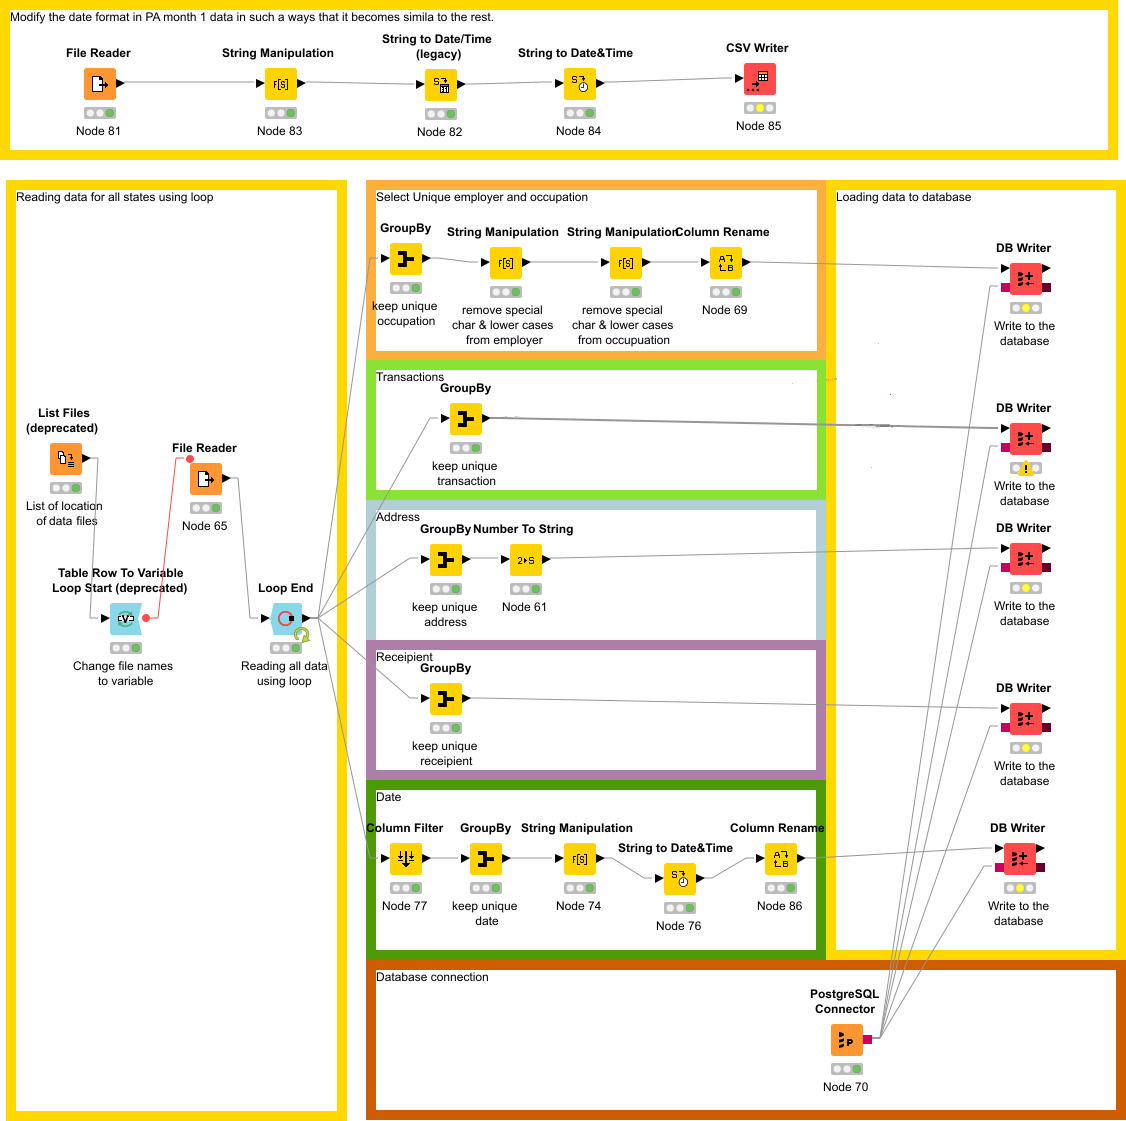 Modify the date format in PA month 1 data in such a ways that it becomes simila to the rest.
File Reader
Node 81
String Manipulation
Node 83
String to Date/Time
(legacy)
Node 82
String to Date&Time
Node 84
CSV Writer
Node 85
Reading data for all states using loop
List Files
(deprecated)
List of location
of data files
File Reader
Node 65
Table Row To Variable
Loop Start (deprecated)
Change file names
to variable
Loop End
Reading all data
using loop
Select Unique employer and occupation
GroupBy
keep unique
occupation
String Manipulation
remove special
char & lower cases
from employer
String Manipulation
remove special
char & lower cases
from occupuation
Column Rename
Node 69
Transactions
GroupBy
keep unique
transaction
Address
GroupBy
keep unique
address
Number To String
Node 61
Receipient
GroupBy
keep unique
receipient
Date
Column Filter
Node 77
GroupBy
keep unique
date
String Manipulation
Node 74
String to Date&Time
Node 76
Column Rename
Node 86
Loading data to database
DB Writer
Write to the
database
DB Writer
Write to the
database
DB Writer
Write to the
database
DB Writer
Write to the
database
DB Writer
Write to the
database
Database connection
PostgreSQL
Connector
Node 70